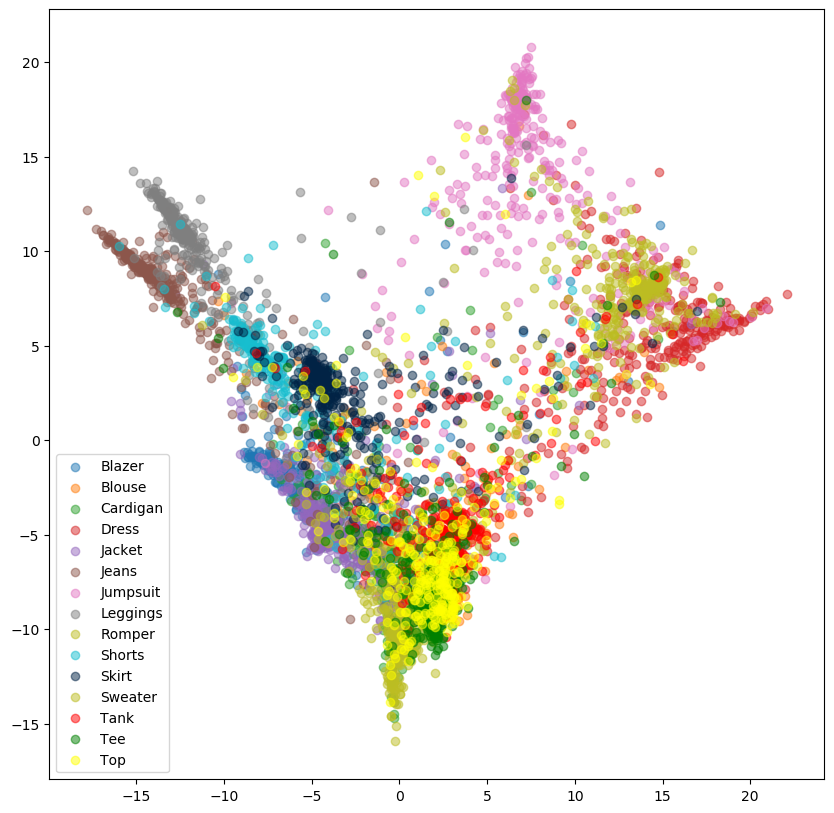 20
15
10
5
0
−5
−10
−15
Blazer
Blouse
Cardigan
Dress
Jacket
Jeans
Jumpsuit
Leggings
Romper
Shorts
Skirt
Sweater
Tank
Tee
Top
−15 −10 −5 0 5 10 15 20